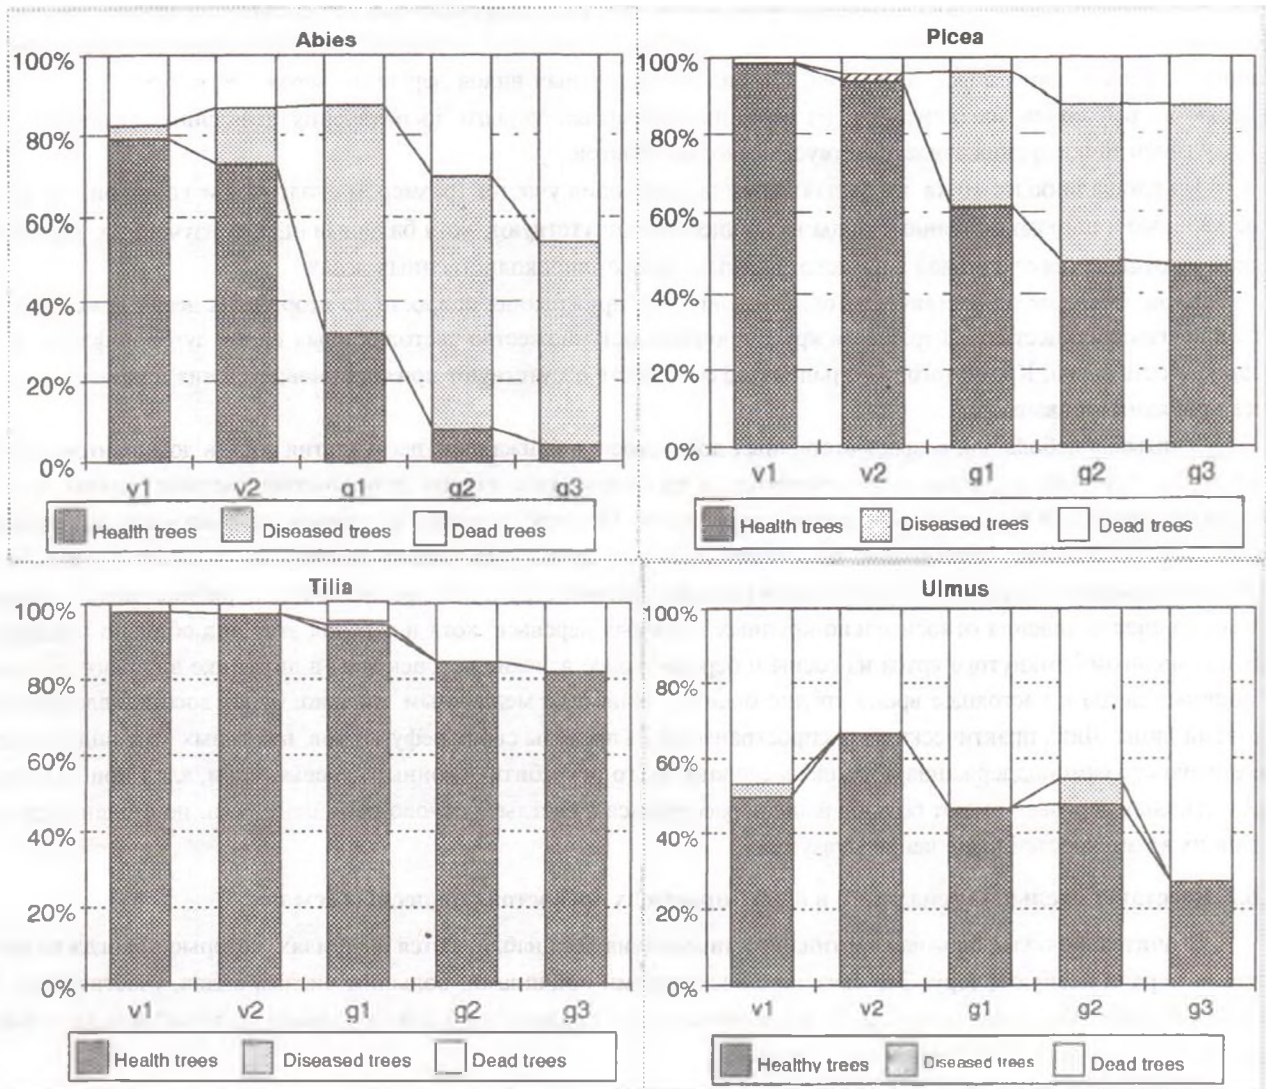 Abies
100%
80%
60%
40%
20%
0%
v1 v2 g1 g2 g3
Health trees Diseased trees Dead trees
Picea
100%
80%
60%
40%
20%
0%
v1 v2 g1 g2 g3
Health trees Diseased trees Dead trees
Tilia
100%
80%
60%
40%
20%
0%
v1 v2 g1 g2 g3
Health trees Diseased trees Dead trees
Ulmus
100%
80%
60%
40%
20%
0%
v1 v2 g1 g2 g3
Healthy trees Diseased trees Dead trees